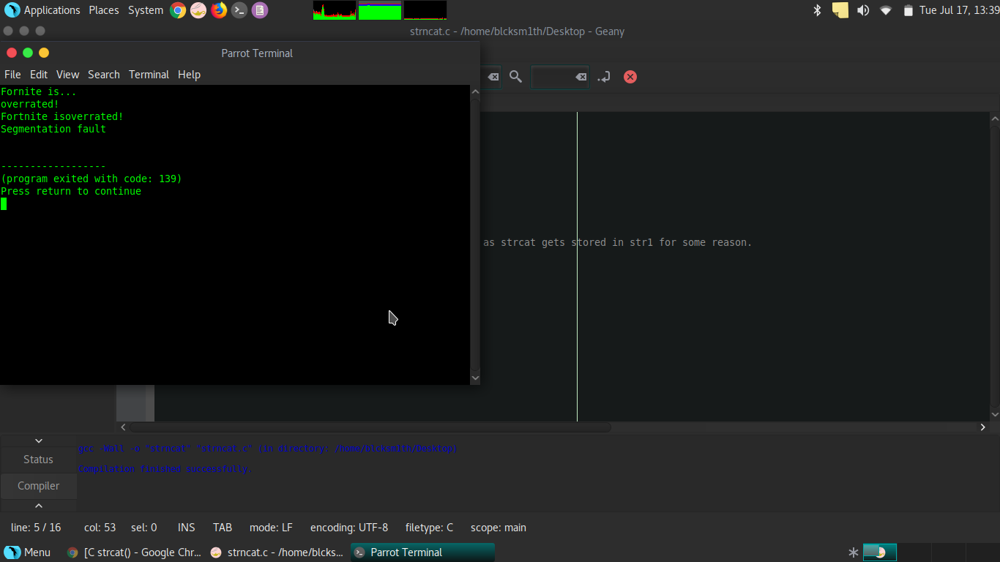 Applications Places System Tue Jul 17, 13:39
strncat.c - /home/blcksm1th/Desktop - Geany
Parrot Terminal
File Edit View Search Terminal Help
Fornite is...
overrated!
Fortnite isoverrated!
Segmentation fault
------------------
(program exited with code: 139)
Press return to continue
as strcat gets stored in str1 for some reason.
gcc -Wall -o "strncat" "strncat.c" (in directory: /home/blcksm1th/Desktop)
Status
Compilation finished successfully.
Compiler
line: 5 / 16 col: 53 sel: 0 INS TAB mode: LF encoding: UTF-8 filetype: C scope: main
Menu [C strcat() - Google Chr... strncat.c - /home/blcks... Parrot Terminal